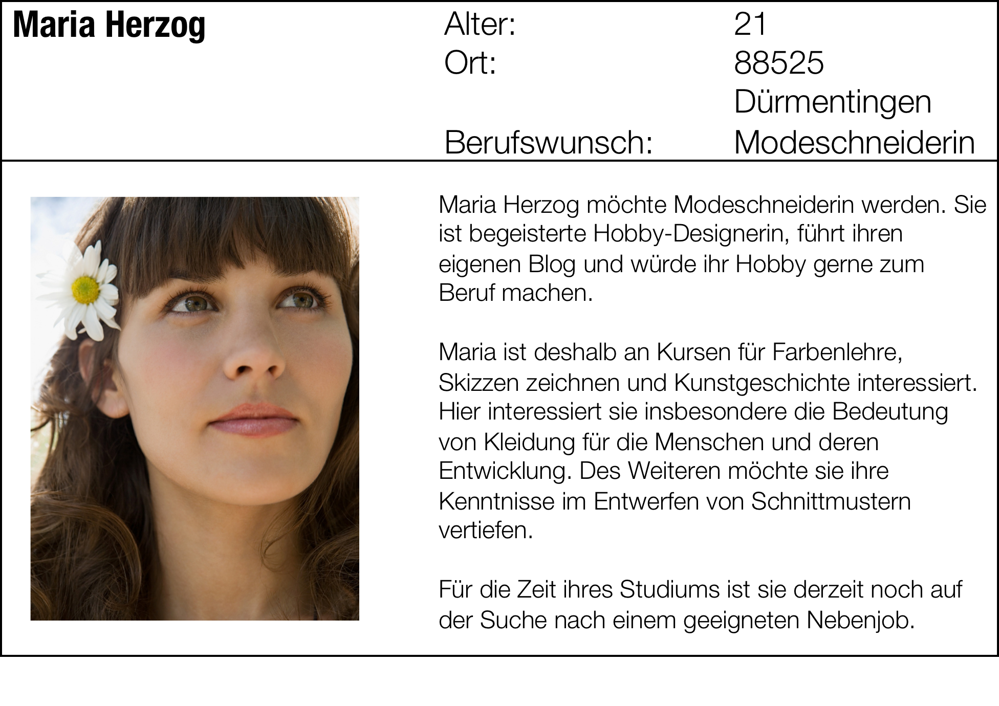 Maria Herzog
Alter: 21
Ort: 88525
Dürmentingen
Berufswunsch: Modeschneiderin
Maria Herzog möchte Modeschneiderin werden. Sie
ist begeisterte Hobby-Designerin, führt ihren
eigenen Blog und würde ihr Hobby gerne zum
Beruf machen.
Maria ist deshalb an Kursen für Farbenlehre,
Skizzen zeichnen und Kunstgeschichte interessiert.
Hier interessiert sie insbesondere die Bedeutung
von Kleidung für die Menschen und deren
Entwicklung. Des Weiteren möchte sie ihre
Kenntnisse im Entwerfen von Schnittmustern
vertiefen.
Für die Zeit ihres Studiums ist sie derzeit noch auf
der Suche nach einem geeigneten Nebenjob.